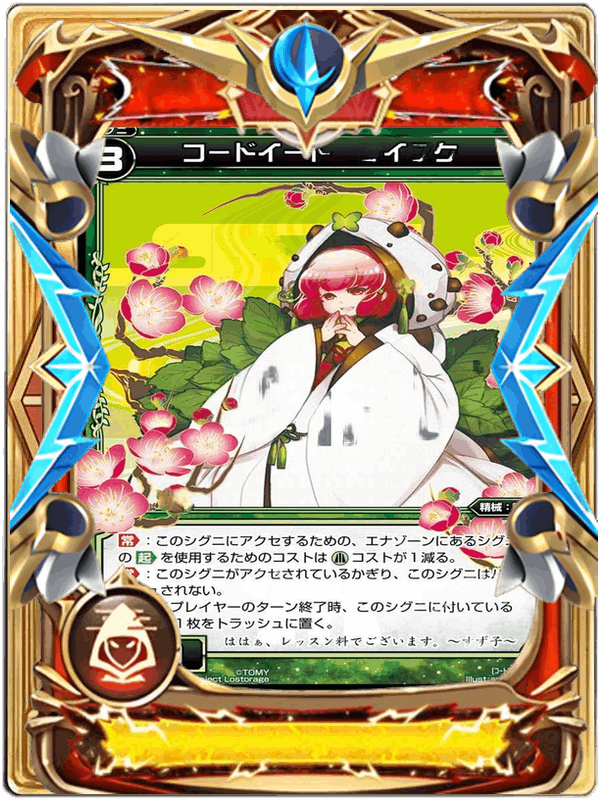 3
コードイート
精械：
常：このシグニにアクセするための、エナゾーンにあるシグ
の 起 を使用するためのコストは コストが1減る。
：このシグニがアクセされているかぎり、このシグニは
されない。
プレイヤーのターン終了時、このシグニに付いている
1枚をトラッシュに置く。
ははぁ、レッスン料でございます。～すず子～
©TOMY
ject Lostorage
Illust: